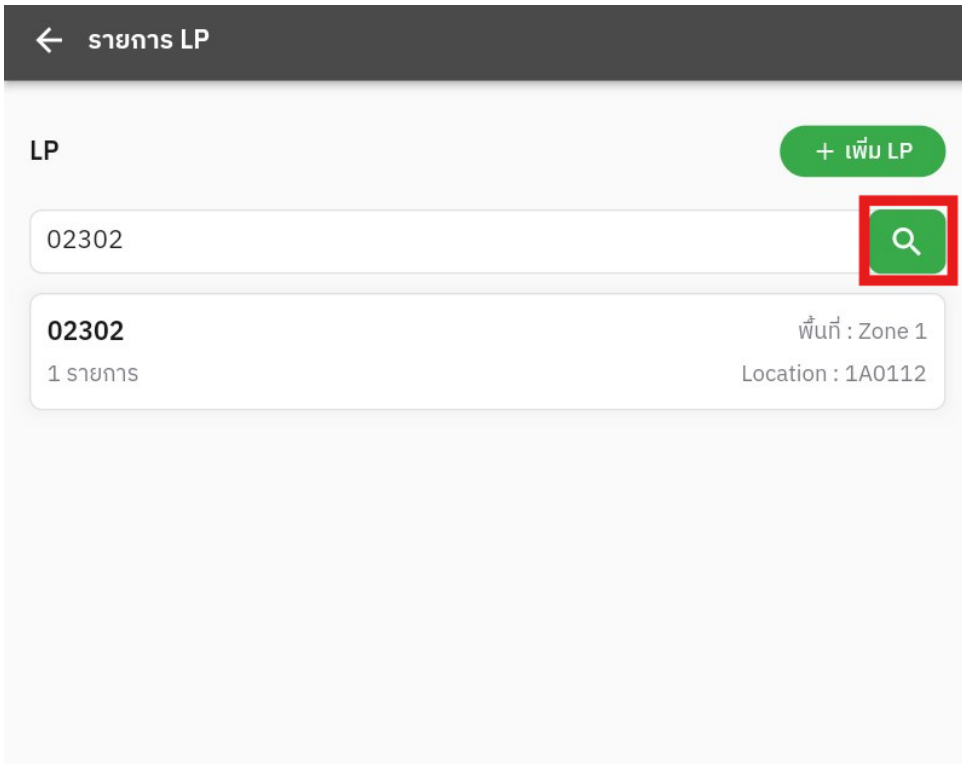 รายการ LP
LP
+ เพิ่ม LP
02302
02302
พื้นที่ : Zone 1
1 รายการ
Location : 1A0112